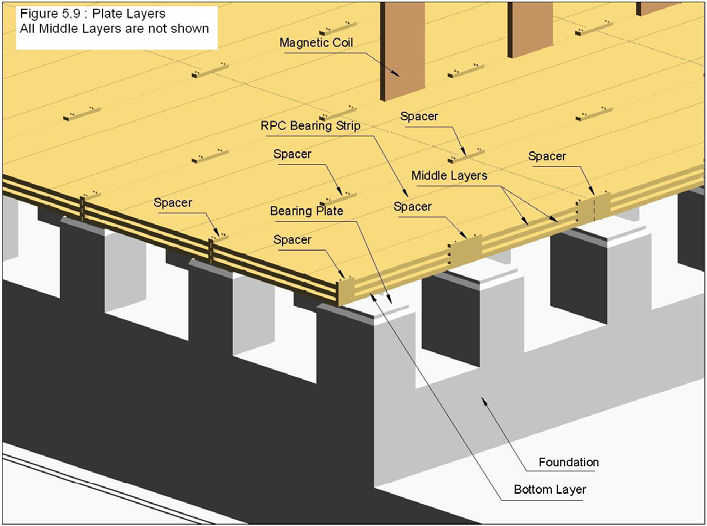 Figure 5.9 : Plate Layers
All Middle Layers are not shown
Magnetic Coil
Spacer
RPC Bearing Strip
Spacer
Spacer
Middle Layers
Spacer
Bearing Plate
Spacer
Spacer
Foundation
Bottom Layer